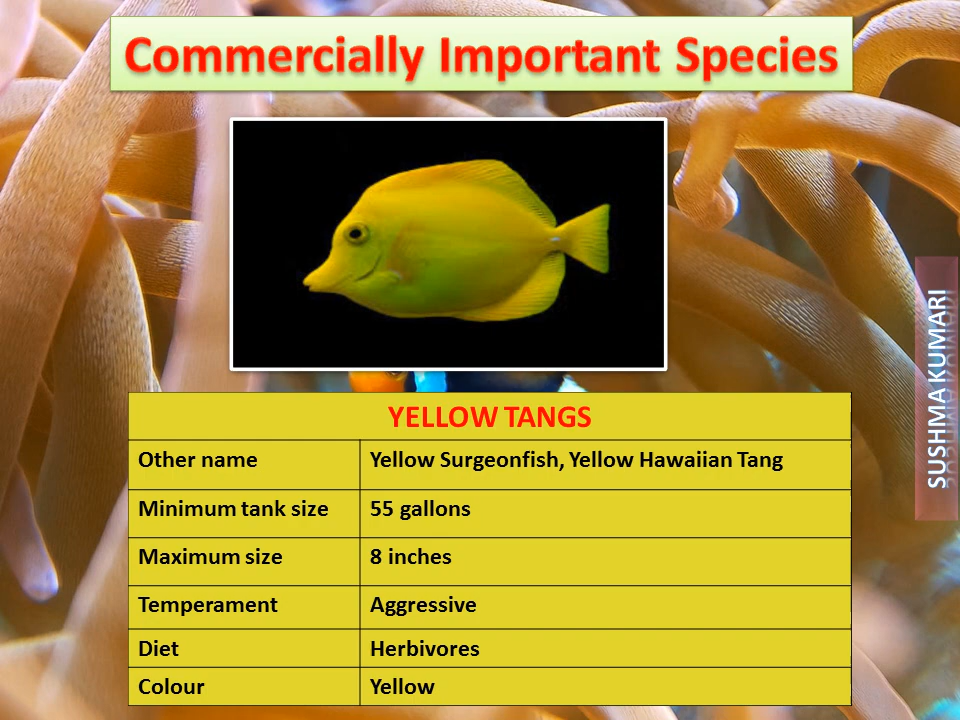 Commercially Important Species
YELLOW TANGS
Other name Yellow Surgeonfish, Yellow Hawaiian Tang
Minimum tank size 55 gallons
Maximum size 8 inches
Temperament Aggressive
Diet Herbivores
Colour Yellow
SUSHMA KUMARI